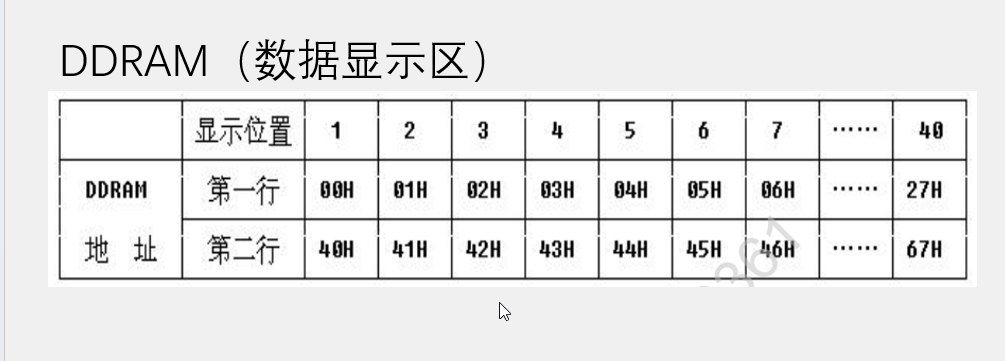 DDRAM（数据显示区）
显示位置 1 2 3 4 5 6 7 …… 40
DDRAM 第一行 00H 01H 02H 03H 04H 05H 06H …… 27H
地 址 第二行 40H 41H 42H 43H 44H 45H 46H …… 67H